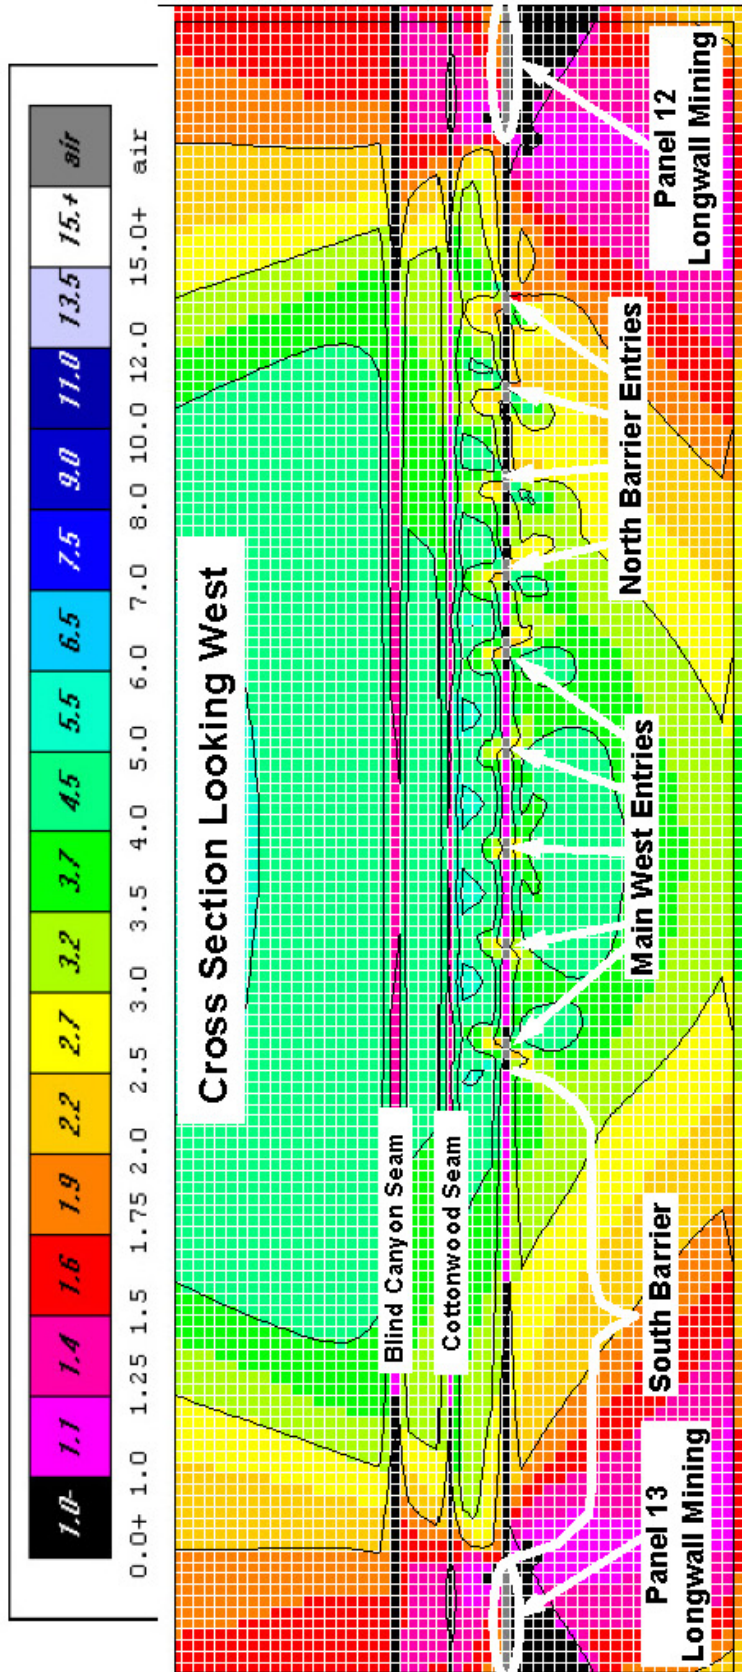 1.0- 1.1 1.4 1.6 1.9 2.2 2.7 3.2 3.7 4.5 5.5 6.5 7.5 9.0 11.0 13.5 15.+ air
0.0+ 1.0 1.25 1.5 1.75 2.0 2.5 3.0 3.5 4.0 5.0 6.0 7.0 8.0 10.0 12.0 15.0+ air
Cross Section Looking West
Blind Canyon Seam
Cottonwood Seam
Panel 13
Longwall Mining
South Barrier
Main West Entries
North Barrier Entries
Panel 12
Longwall Mining